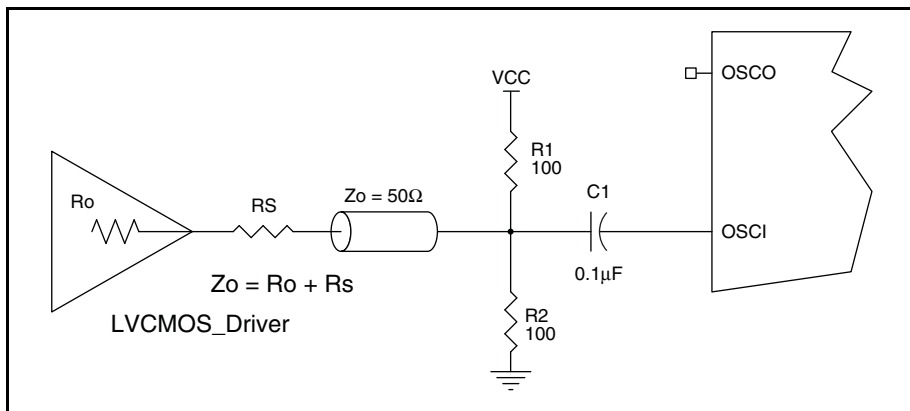 VCC
OSCO
R1
100
C1
Ro
RS
Zo = 50Ω
OSCI
0.1µF
Zo = Ro + Rs
LVCMOS_Driver
R2
100